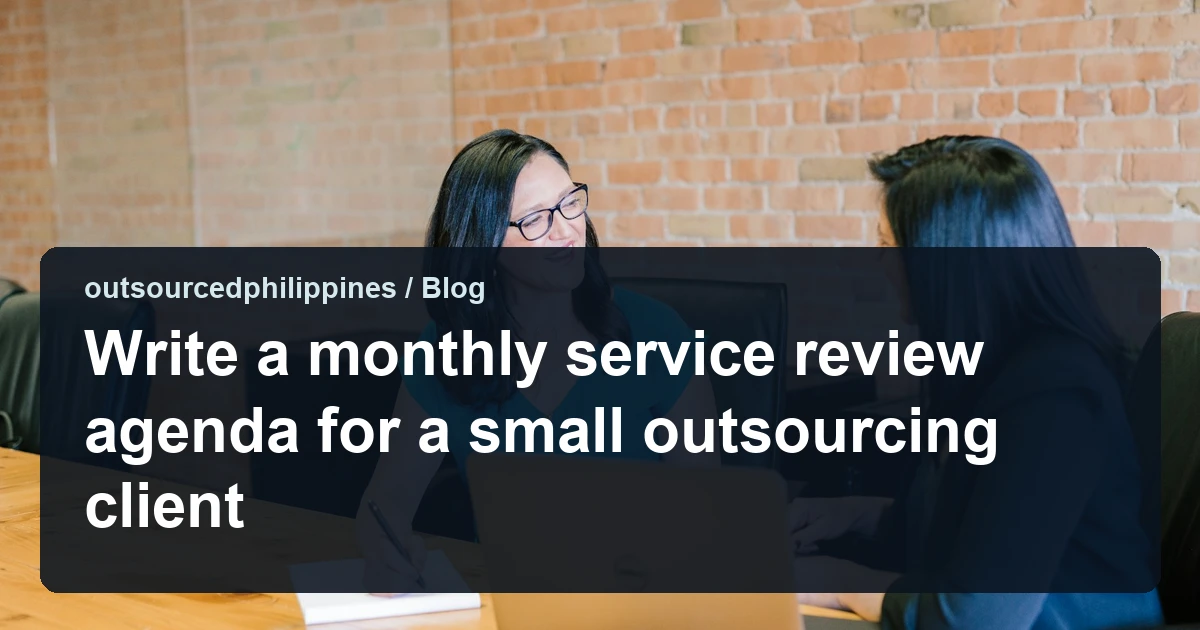 outsourcedphilippines / Blog
Write a monthly service review
agenda for a small outsourcing
client